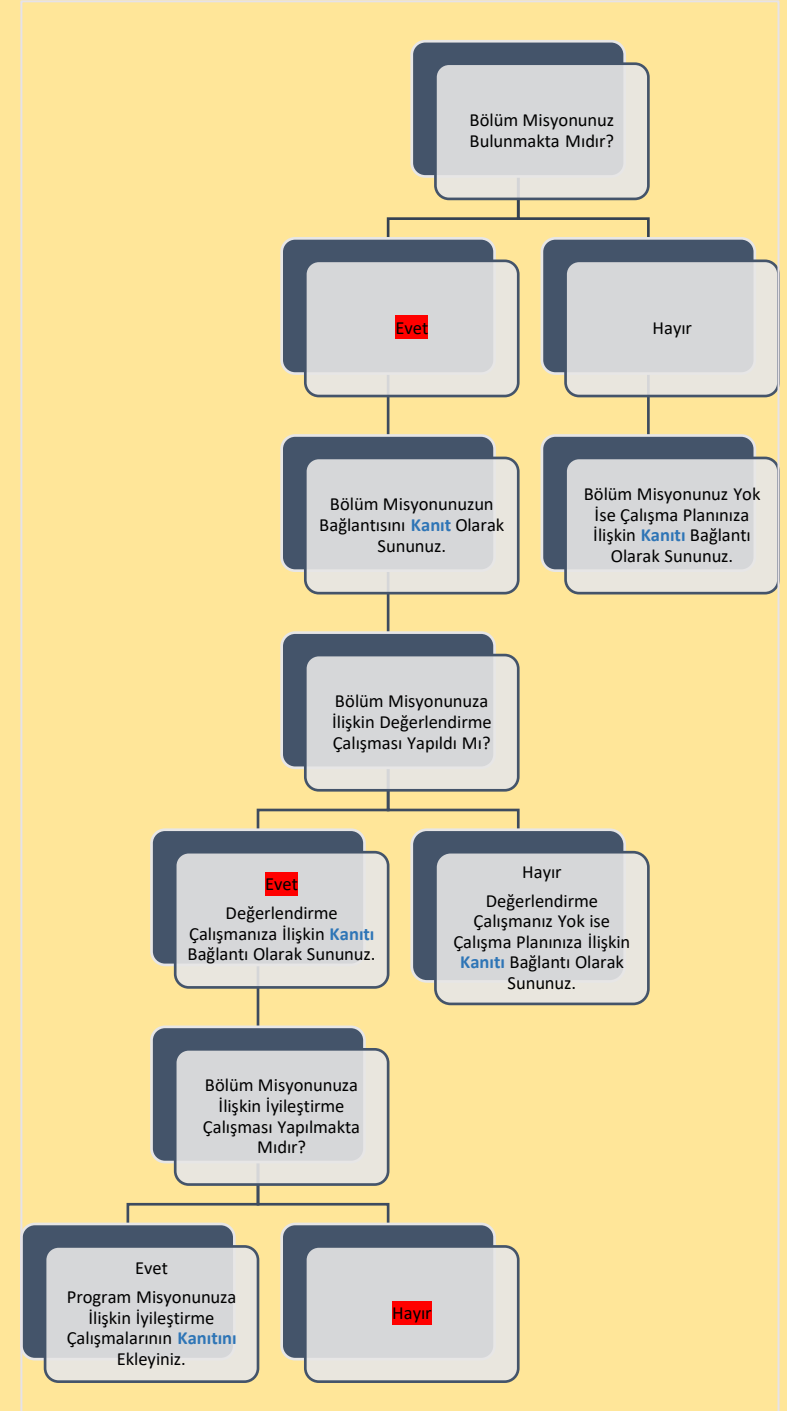 Bölüm Misyonunuz
Bulunmakta Mıdır?
Evet
Hayır
Bölüm Misyonunuzun
Bağlantısını Kanıt Olarak
Sununuz.
Bölüm Misyonunuz Yok
İse Çalışma Planınıza
İlişkin Kanıtı Bağlantı
Olarak Sununuz.
Bölüm Misyonunuza
İlişkin Değerlendirme
Çalışması Yapıldı Mı?
Evet
Değerlendirme
Çalışmanıza İlişkin Kanıtı
Bağlantı Olarak Sununuz.
Hayır
Değerlendirme
Çalışmanız Yok ise
Çalışma Planınıza İlişkin
Kanıtı Bağlantı Olarak
Sununuz.
Bölüm Misyonunuza
İlişkin İyileştirme
Çalışması Yapılmakta
Mıdır?
Evet
Program Misyonunuza
İlişkin İyileştirme
Çalışmalarının Kanıtını
Ekleyiniz.
Hayır